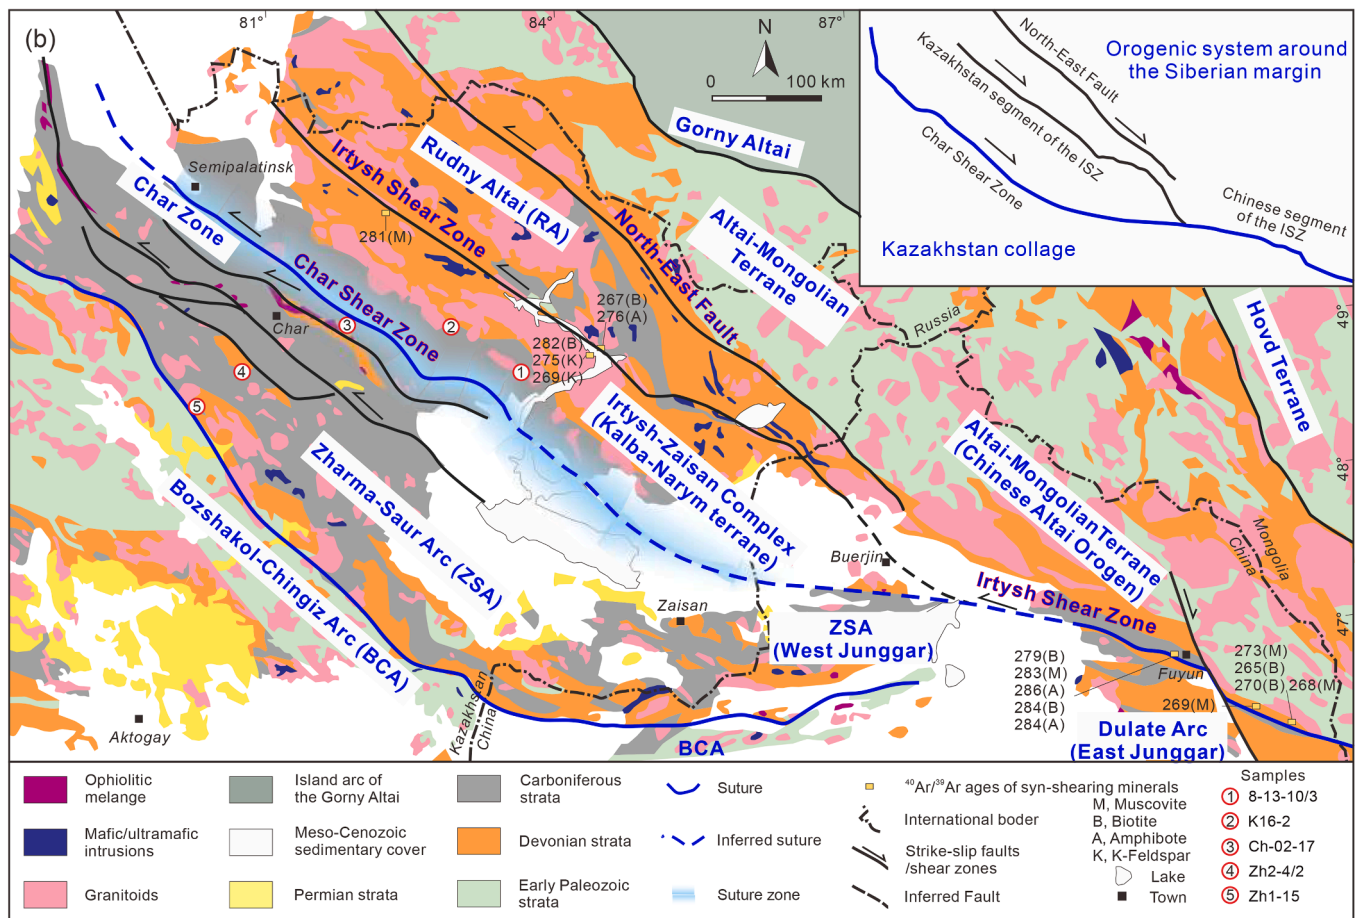 (b)
81°
84°
87°
N
0 100 km
Gorny Altai
Rudny Altai (RA)
Irtysh Shear Zone
North-East Fault
Altai-Mongolian
Terrane
Semipalatinsk
Char Zone
Char Shear Zone
281(M)
267(B)
276(A)
282(B)
275(K)
269(K)
Char
1
2
3
4
5
Russia
Hovd Terrane
49°
48°
47°
Irtysh-Zaisan Complex
(Kalba-Narym terrane)
Altai-Mongolian Terrane
(Chinese Altai Orogen)
Mongolia
China
Zharma-Saur Arc (ZSA)
Bozshakol-Chingiz Arc (BCA)
Buerjin
Irtysh Shear Zone
Zaisan
ZSA
(West Junggar)
279(B)
283(M)
286(A)
284(B)
284(A)
Fuyun
273(M)
265(B)
270(B)
268(M)
269(M)
Dulate Arc
(East Junggar)
BCA
Kazakhstan
China
Aktogay
North-East Fault
Kazakhstan segment of the ISZ
Char Shear Zone
Orogenic system around
the Siberian margin
Chinese segment
of the ISZ
Kazakhstan collage
Ophiolitic
melange
Mafic/ultramafic
intrusions
Granitoids
Island arc of
the Gorny Altai
Meso-Cenozoic
sedimentary cover
Permian strata
Carboniferous
strata
Devonian strata
Early Paleozoic
strata
Suture
Inferred suture
Suture zone
⁴⁰Ar/³⁹Ar ages of syn-shearing minerals
International boder
Strike-slip faults
/shear zones
Inferred Fault
M, Muscovite
B, Biotite
A, Amphibote
K, K-Feldspar
Lake
Town
Samples
1 8-13-10/3
2 K16-2
3 Ch-02-17
4 Zh2-4/2
5 Zh1-15